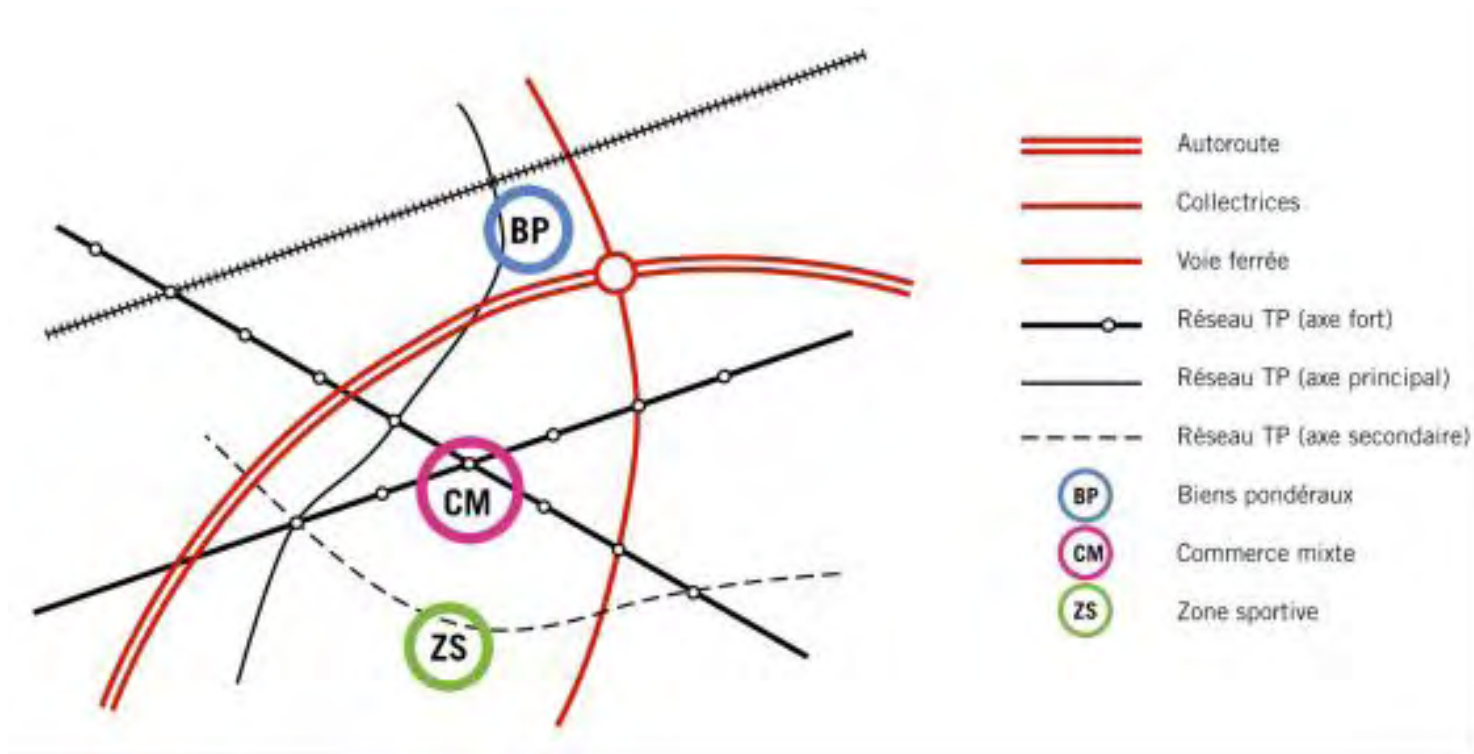 BP
CM
ZS
Autoroute
Collectrices
Voie ferrée
Réseau TP (axe fort)
Réseau TP (axe principal)
Réseau TP (axe secondaire)
BP Biens pondéraux
CM Commerce mixte
ZS Zone sportive